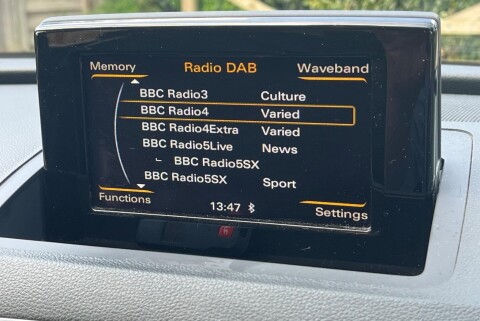 Memory Radio DAB Waveband
BBC Radio3 Culture
BBC Radio4 Varied
BBC Radio4Extra Varied
BBC Radio5Live News
BBC Radio5SX
BBC Radio5SX Sport
Functions 13:47 Settings